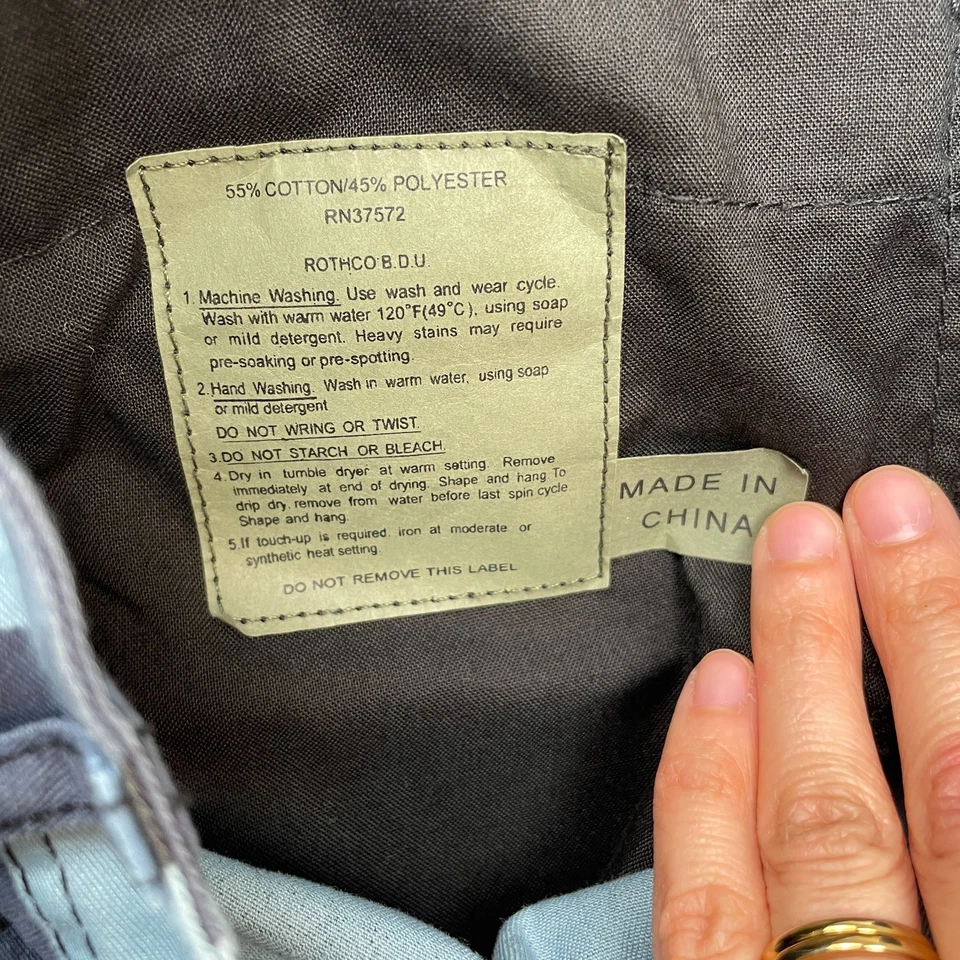 55% COTTON/45% POLYESTER
RN37572
ROTHCO B.D.U.
1. Machine Washing. Use wash and wear cycle.
Wash with warm water 120°F(49°C), using soap
or mild detergent. Heavy stains may require
pre-soaking or pre-spotting.
2.Hand Washing. Wash in warm water, using soap
or mild detergent
DO NOT WRING OR TWIST.
3.DO NOT STARCH OR BLEACH.
4.Dry in tumble dryer at warm setting. Remove
immediately at end of drying. Shape and hang To
drip dry, remove from water before last spin cycle
Shape and hang.
5.If touch-up is required, iron at moderate or
synthetic heat setting.
DO NOT REMOVE THIS LABEL
MADE IN
CHINA